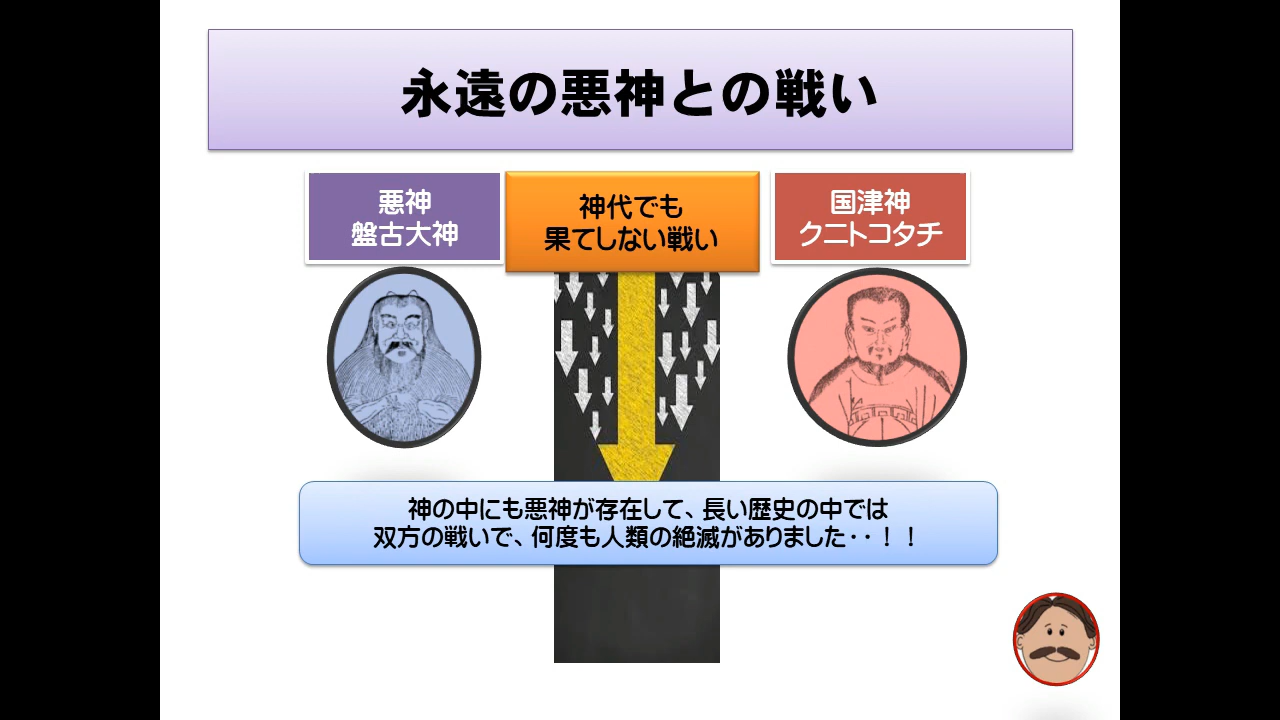 永遠の悪神との戦い
悪神
盤古大神
神代でも
果てしない戦い
国津神
クニトコタチ
神の中にも悪神が存在して、長い歴史の中では
双方の戦いで、何度も人類の絶滅がありました・・！！